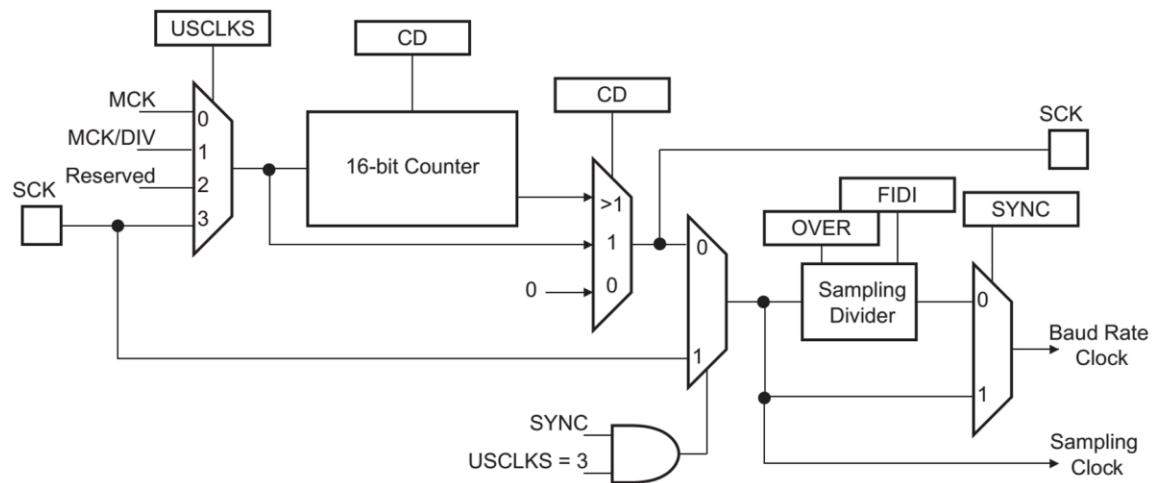 USCLKS
CD
CD
MCK
0
MCK/DIV
1
Reserved
2
SCK
3
16-bit Counter
>1
1
0
0
SCK
FIDI
OVER
SYNC
0
1
Sampling
Divider
0
1
Baud Rate
Clock
SYNC
USCLKS = 3
Sampling
Clock